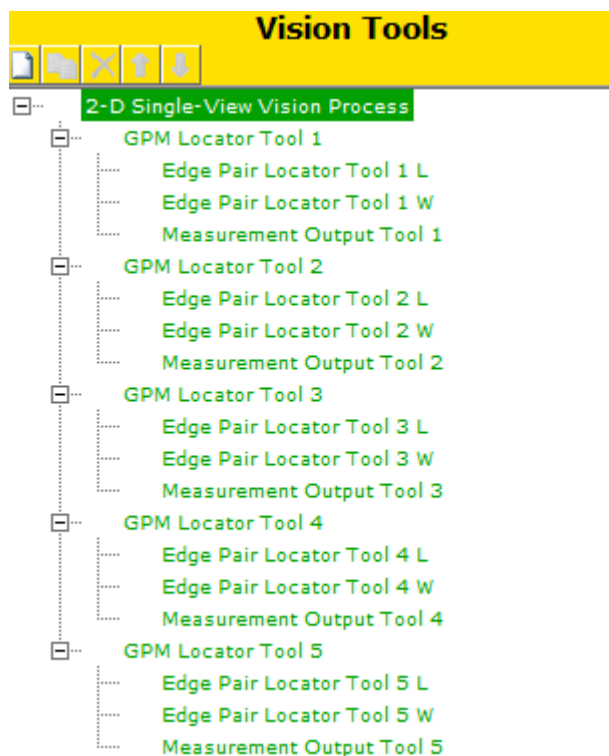 Vision Tools
2-D Single-View Vision Process
GPM Locator Tool 1
Edge Pair Locator Tool 1 L
Edge Pair Locator Tool 1 W
Measurement Output Tool 1
GPM Locator Tool 2
Edge Pair Locator Tool 2 L
Edge Pair Locator Tool 2 W
Measurement Output Tool 2
GPM Locator Tool 3
Edge Pair Locator Tool 3 L
Edge Pair Locator Tool 3 W
Measurement Output Tool 3
GPM Locator Tool 4
Edge Pair Locator Tool 4 L
Edge Pair Locator Tool 4 W
Measurement Output Tool 4
GPM Locator Tool 5
Edge Pair Locator Tool 5 L
Edge Pair Locator Tool 5 W
Measurement Output Tool 5